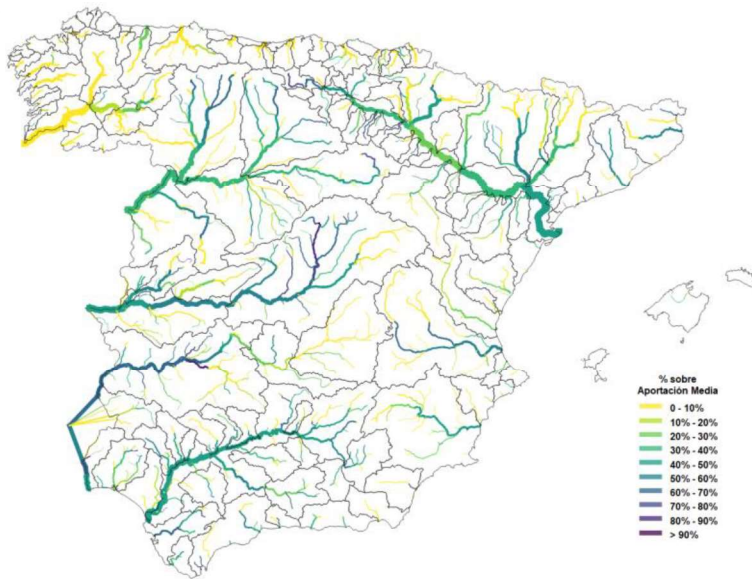 % sobre
Aportación Media
0 - 10%
10% - 20%
20% - 30%
30% - 40%
40% - 50%
50% - 60%
60% - 70%
70% - 80%
80% - 90%
> 90%